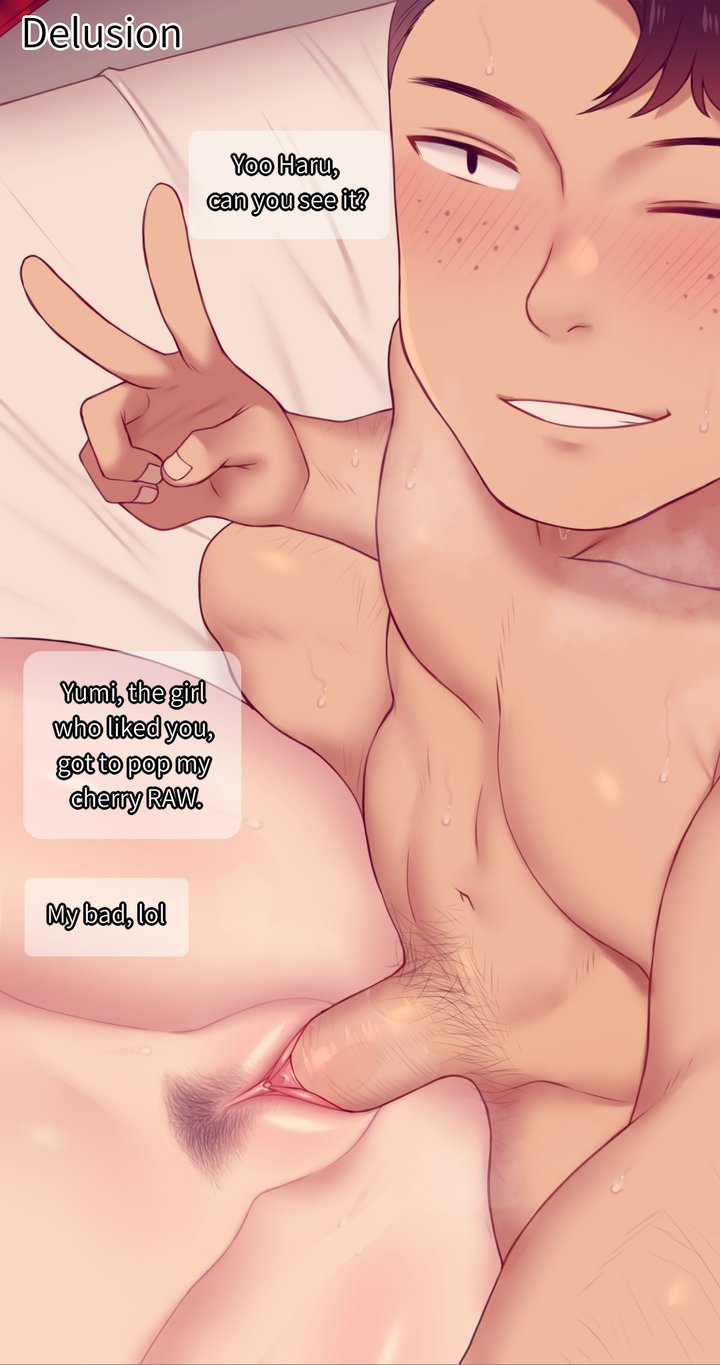 Delusion
Yoo Haru,
can you see it?
Yumi, the girl
who liked you,
got to pop my
cherry RAW.
My bad, lol